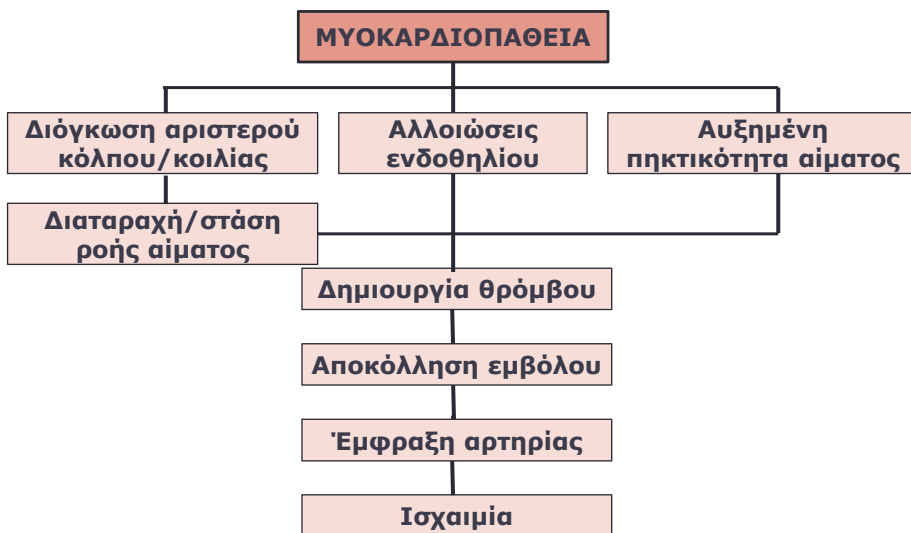 ΜΥΟΚΑΡΔΙΟΠΑΘΕΙΑ
Διόγκωση αριστερού
κόλπου/κοιλίας
Αλλοιώσεις
ενδοθηλίου
Αυξημένη
πηκτικότητα αίματος
Διαταραχή/στάση
ροής αίματος
Δημιουργία θρόμβου
Αποκόλληση εμβόλου
Έμφραξη αρτηρίας
Ισχαιμία